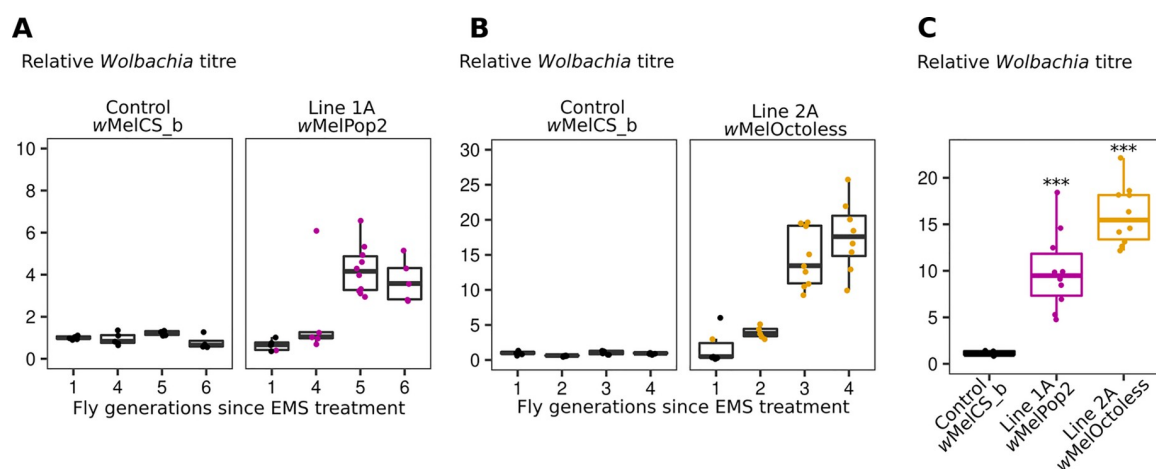 A
Relative Wolbachia titre
Control
wMelCS_b
Line 1A
wMelPop2
10
8
6
4
2
0
1 4 5 6
1 4 5 6
Fly generations since EMS treatment
B
Relative Wolbachia titre
Control
wMelCS_b
Line 2A
wMelOctoless
30
25
20
15
10
5
0
1 2 3 4
1 2 3 4
Fly generations since EMS treatment
C
Relative Wolbachia titre
***
***
20
15
10
5
0
Control
wMelCS_b
Line 1A
wMelPop2
Line 2A
wMelOctoless